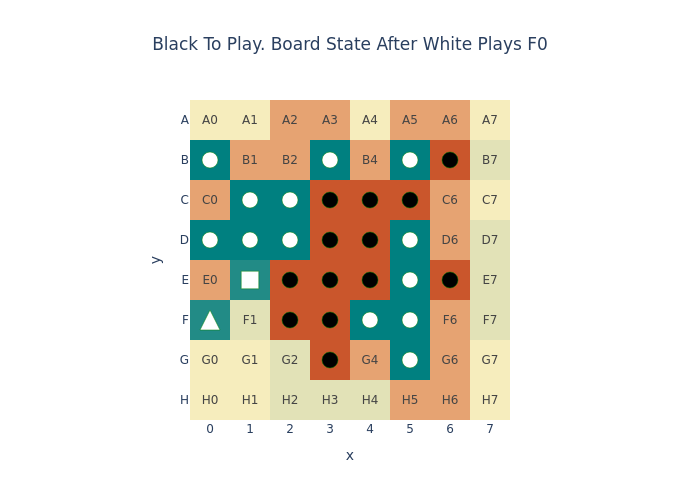 Black To Play. Board State After White Plays F0
A A0 A1 A2 A3 A4 A5 A6 A7
B B1 B2 B4 B7
C C0 C6 C7
y
D D6 D7
E E0 E7
F F1 F6 F7
G G0 G1 G2 G4 G6 G7
H H0 H1 H2 H3 H4 H5 H6 H7
0 1 2 3 4 5 6 7
x